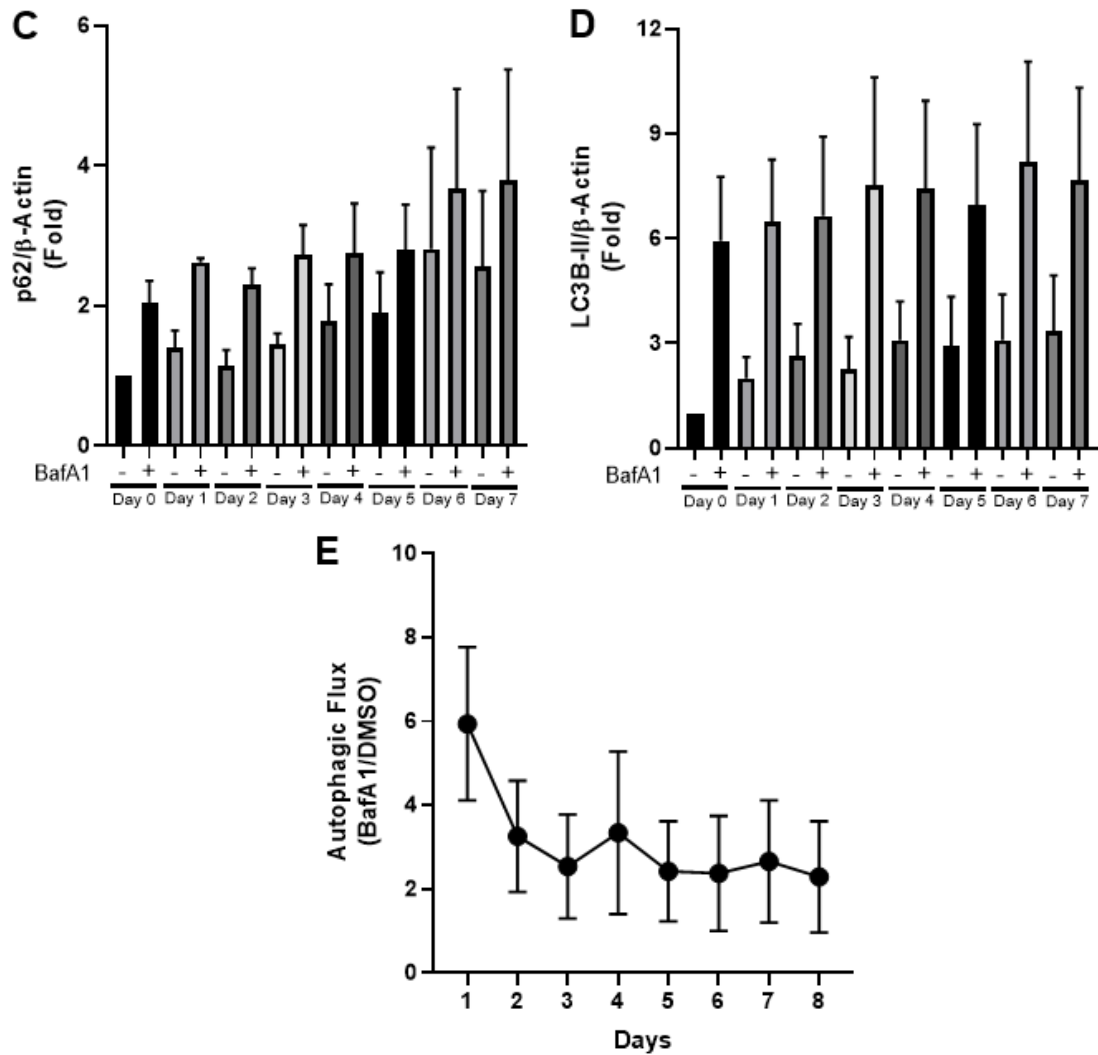 C
6
4
2
0
p62/β-Actin
(Fold)
BafA1 - + - + - + - + - + - + - + - +
Day 0 Day 1 Day 2 Day 3 Day 4 Day 5 Day 6 Day 7
D
12
9
6
3
0
LC3B-II/β-Actin
(Fold)
BafA1 - + - + - + - + - + - + - + - +
Day 0 Day 1 Day 2 Day 3 Day 4 Day 5 Day 6 Day 7
E
10
8
6
4
2
0
Autophagic Flux
(BafA1/DMSO)
1 2 3 4 5 6 7 8
Days